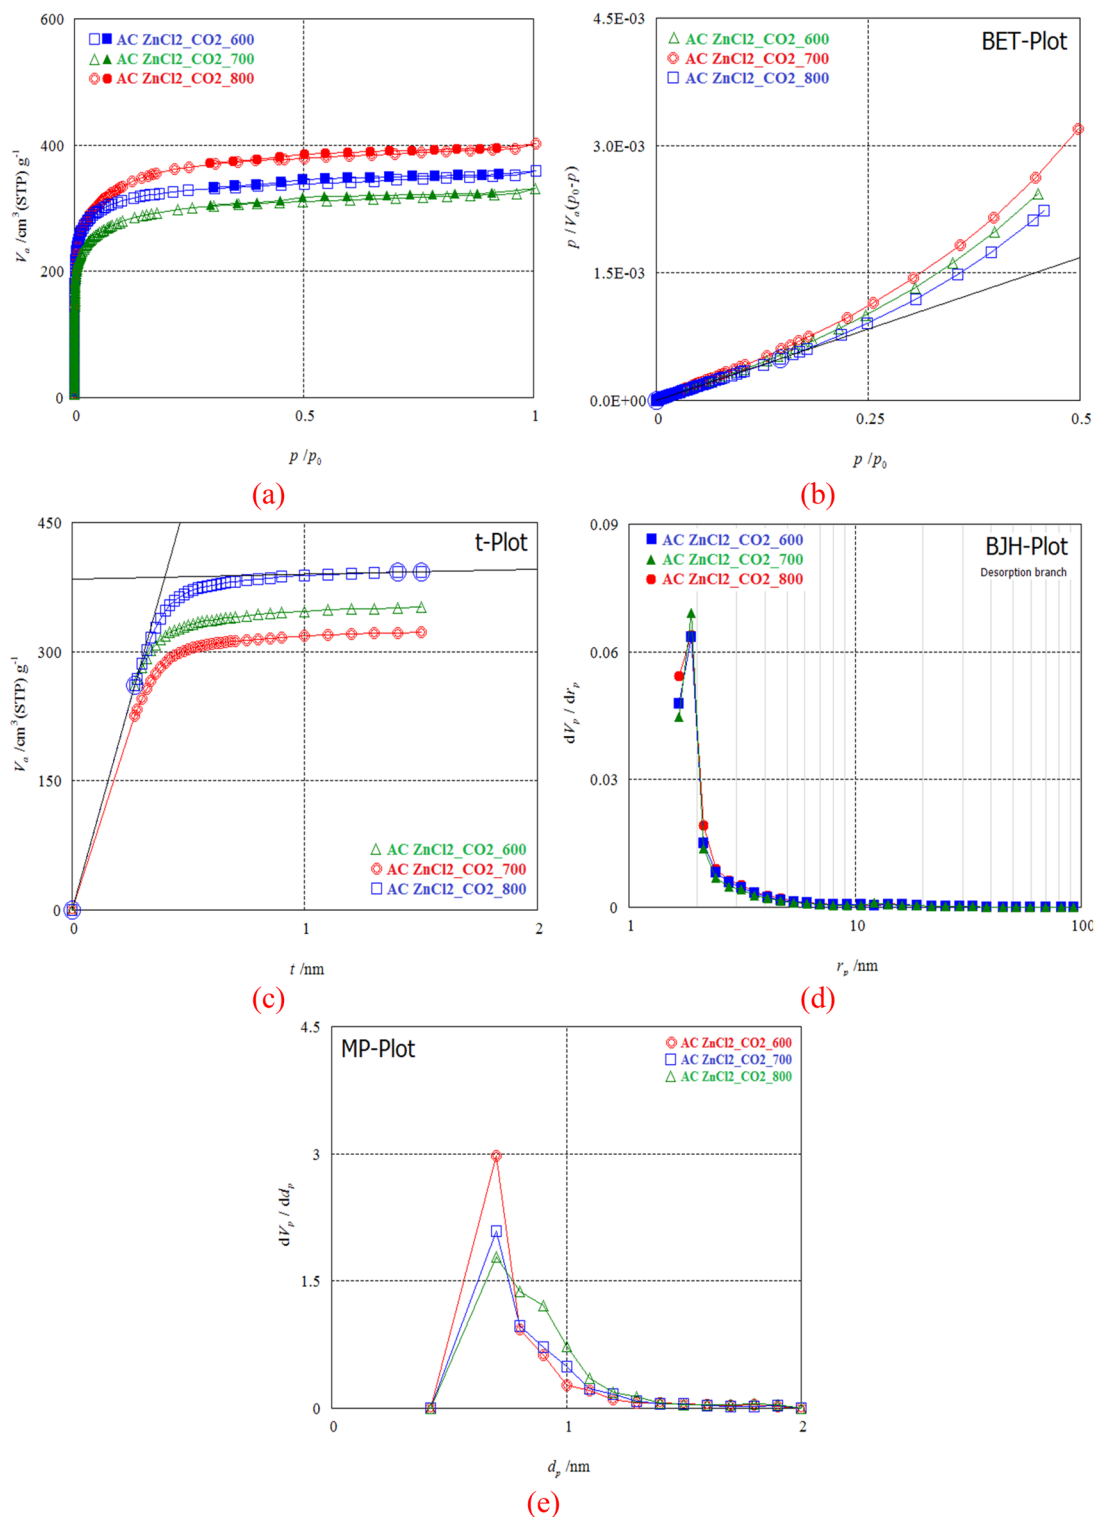 600
AC ZnCl2_CO2_600
AC ZnCl2_CO2_700
AC ZnCl2_CO2_800
400
200
0
Va /cm3(STP) g-1
0
0.5
1
p /p0
(a)
4.5E-03
AC ZnCl2_CO2_600
AC ZnCl2_CO2_700
AC ZnCl2_CO2_800
BET-Plot
3.0E-03
1.5E-03
0.0E+00
p /Va(p0-p)
0
0.25
0.5
p /p0
(b)
450
t-Plot
300
150
0
Va /cm3(STP) g-1
AC ZnCl2_CO2_600
AC ZnCl2_CO2_700
AC ZnCl2_CO2_800
0
1
2
t /nm
(c)
0.09
AC ZnCl2_CO2_600
AC ZnCl2_CO2_700
AC ZnCl2_CO2_800
BJH-Plot
Desorption branch
0.06
0.03
0
dVp / drp
1
10
100
rp /nm
(d)
4.5
MP-Plot
AC ZnCl2_CO2_600
AC ZnCl2_CO2_700
AC ZnCl2_CO2_800
3
1.5
0
dVp / ddp
0
1
2
dp /nm
(e)